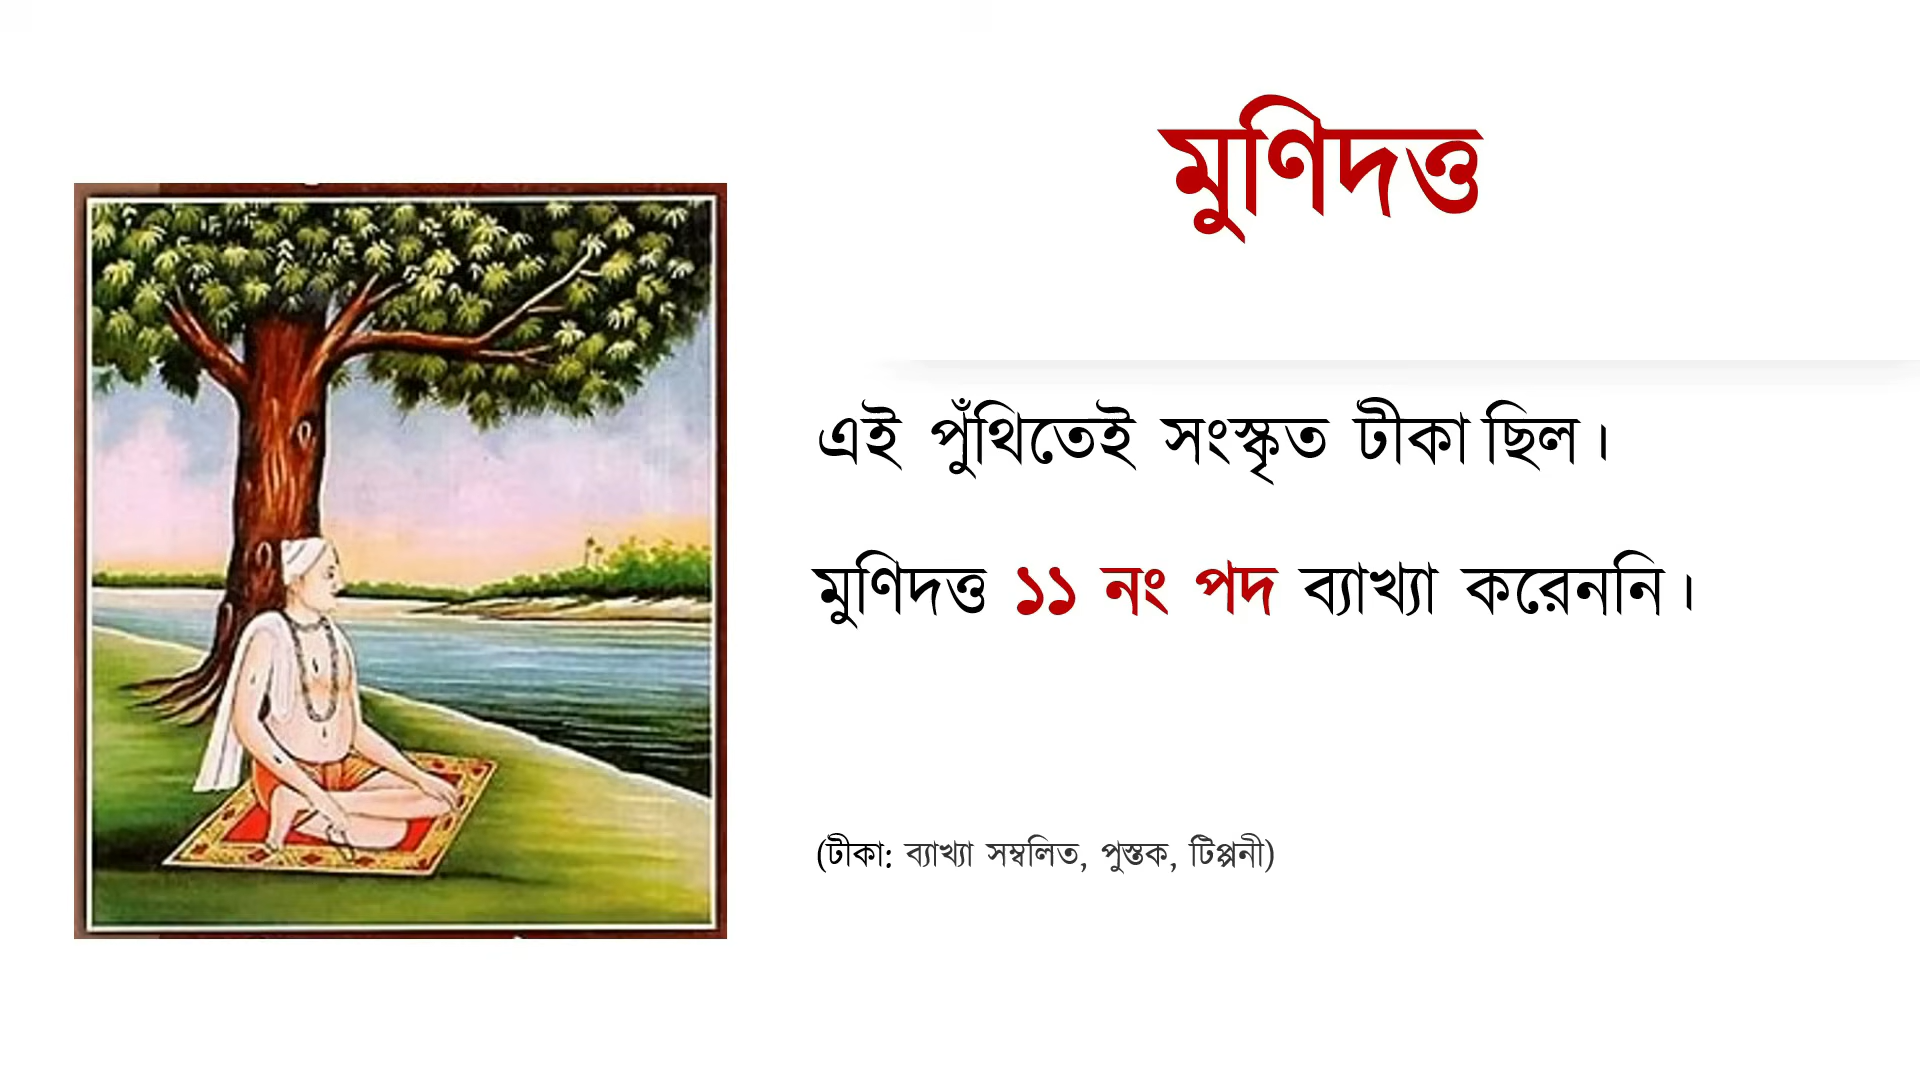 মুণিদত্ত
এই পুঁথিতেই সংস্কৃত টীকা ছিল।
মুণিদত্ত ১১ নং পদ ব্যাখ্যা করেননি।
(টীকা: ব্যাখ্যা সম্বলিত, পুস্তক, টিপ্পনী)